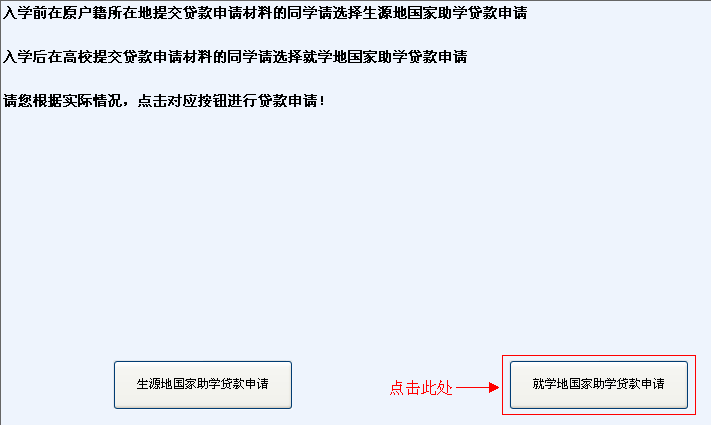 入学前在原户籍所在地提交贷款申请材料的同学请选择生源地国家助学贷款申请
入学后在高校提交贷款申请材料的同学请选择就学地国家助学贷款申请
请您根据实际情况，点击对应按钮进行贷款申请！
生源地国家助学贷款申请
点击此处
就学地国家助学贷款申请